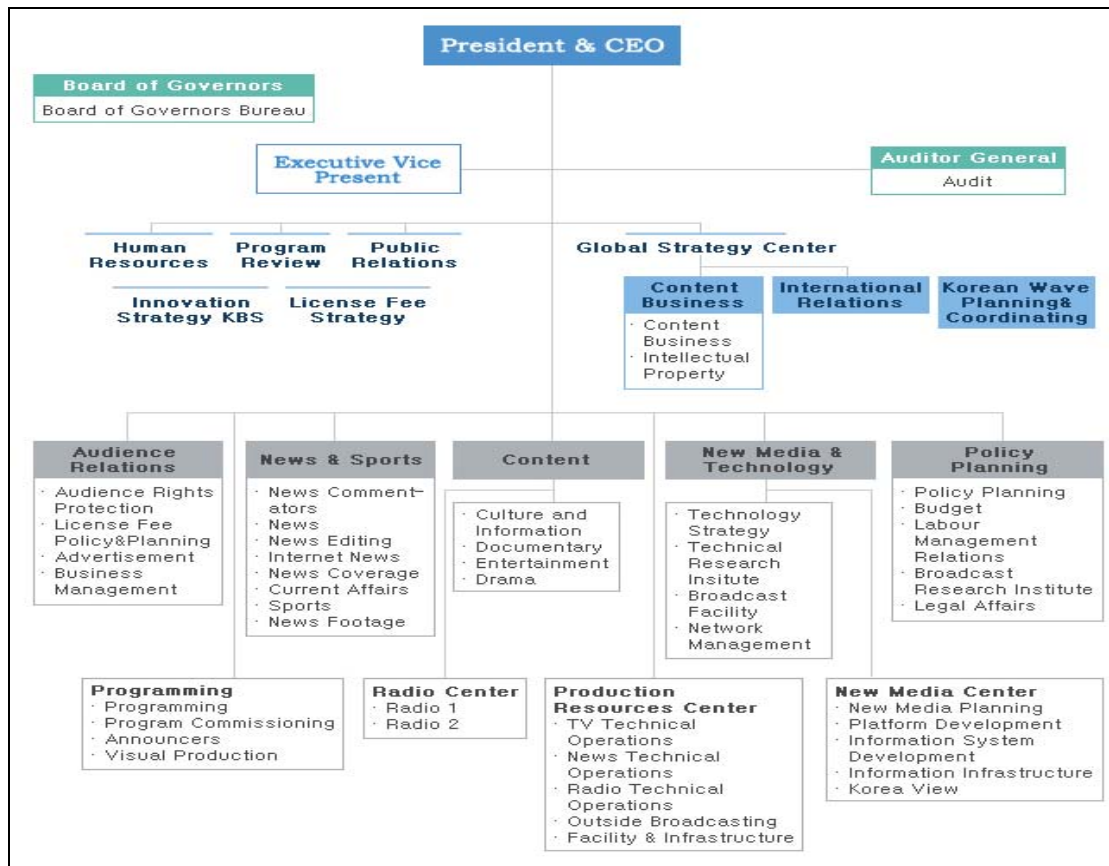 President & CEO
Board of Governors
Board of Governors Bureau
Executive Vice
Present
Auditor General
Audit
Human
Resources
Program
Review
Public
Relations
Innovation
Strategy KBS
License Fee
Strategy
Global Strategy Center
Content
Business
· Content
Business
· Intellectual
Property
International
Relations
Korean Wave
Planning&
Coordinating
Audience
Relations
· Audience Rights
Protection
· License Fee
Policy&Planning
· Advertisement
· Business
Management
News & Sports
· News Comment-
ators
· News
· News Editing
· Internet News
· News Coverage
· Current Affairs
· Sports
· News Footage
Content
· Culture and
Information
· Documentary
· Entertainment
· Drama
New Media &
Technology
· Technology
Strategy
· Technical
Research
Insitute
· Broadcast
Facility
· Network
Management
Policy
Planning
· Policy Planning
· Budget
· Labour
Management
Relations
· Broadcast
Research Institute
· Legal Affairs
Programming
· Programming
· Program Commissioning
· Announcers
· Visual Production
Radio Center
· Radio 1
· Radio 2
Production
Resources Center
· TV Technical
Operations
· News Technical
Operations
· Radio Technical
Operations
· Outside Broadcasting
· Facility & Infrastructure
New Media Center
· New Media Planning
· Platform Development
· Information System
Development
· Information Infrastructure
· Korea View